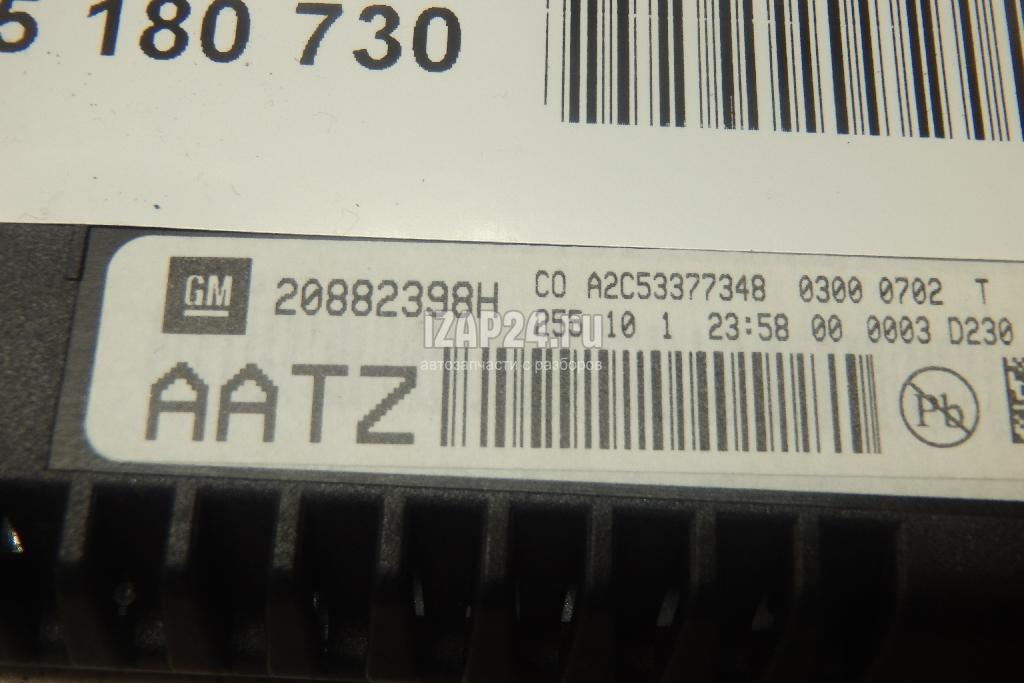 5 180 730
GM 20882398H CO A2C53377348 0300 0702 T
255 10 1 23:58 00 0003 D230
IZAP24.ru
автозапчасти с разборов
AATZ
Pb